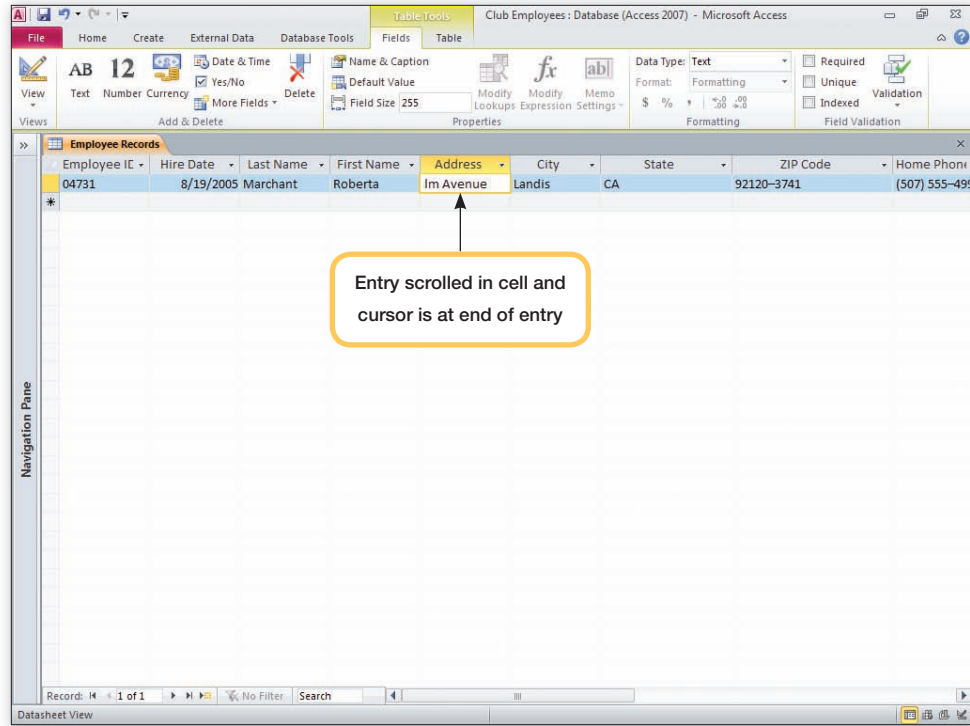 Table Tools Club Employees : Database (Access 2007) - Microsoft Access
File Home Create External Data Database Tools Fields Table
View
Views
AB Text
12 Number
Currency
Date & Time
Yes/No
More Fields
Delete
Add & Delete
Name & Caption
Default Value
Field Size 255
Modify Lookups
fx Modify Expression
ab Memo Settings
Properties
Data Type: Text
Format: Formatting
$ % , .00 .00
Formatting
Required
Unique
Indexed
Validation
Field Validation
Employee Records
Employee ID Hire Date Last Name First Name Address City State ZIP Code Home Phone
04731 8/19/2005 Marchant Roberta lm Avenue Landis CA 92120–3741 (507) 555–499
Entry scrolled in cell and
cursor is at end of entry
Navigation Pane
Record: 1 of 1 No Filter Search
Datasheet View